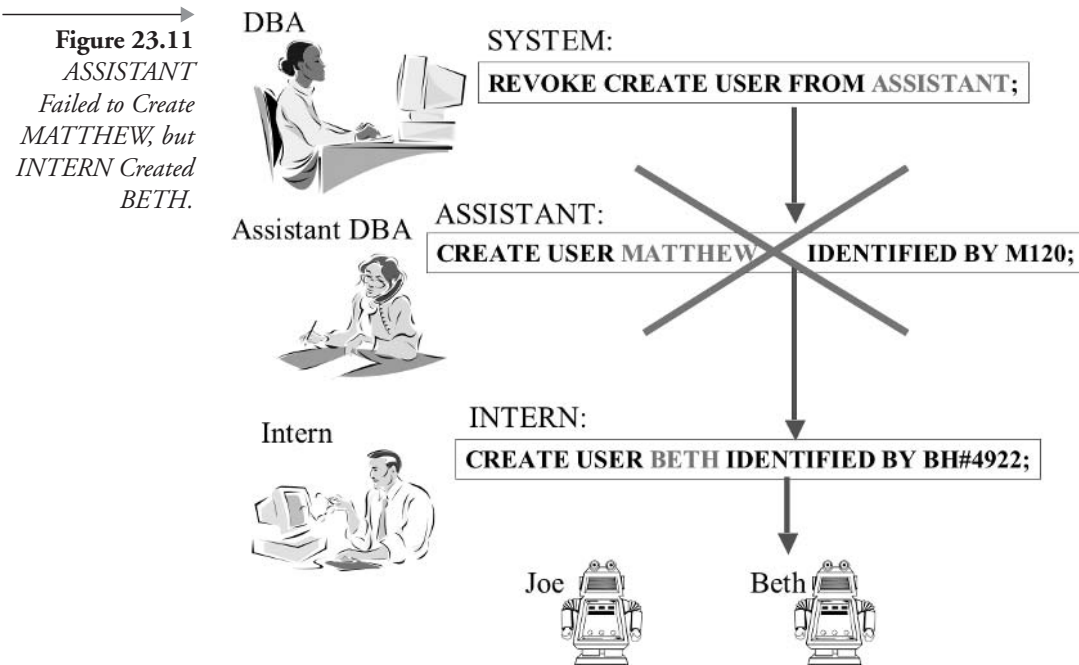 Figure 23.11
ASSISTANT
Failed to Create
MATTHEW, but
INTERN Created
BETH.
DBA
SYSTEM:
REVOKE CREATE USER FROM ASSISTANT;
Assistant DBA
ASSISTANT:
CREATE USER MATTHEW IDENTIFIED BY M120;
Intern
INTERN:
CREATE USER BETH IDENTIFIED BY BH#4922;
Joe
Beth